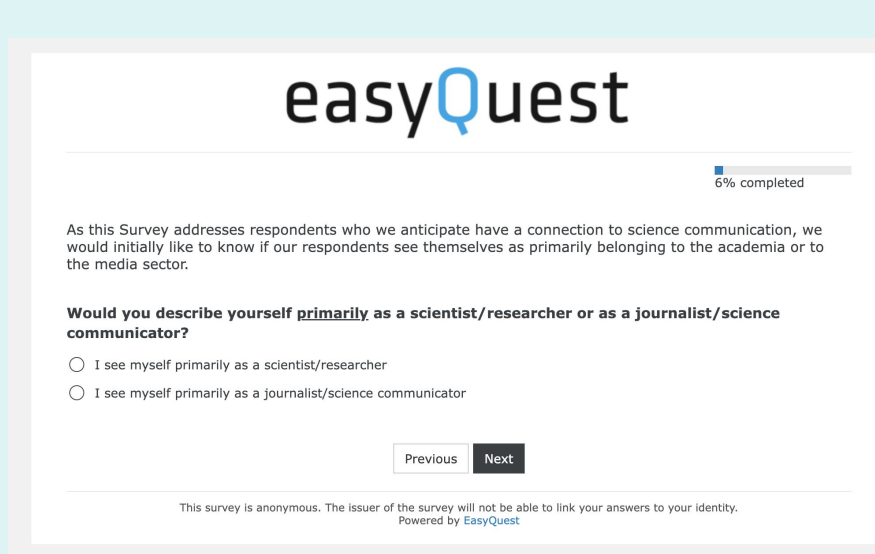 easyQuest
6% completed
As this Survey addresses respondents who we anticipate have a connection to science communication, we
would initially like to know if our respondents see themselves as primarily belonging to the academia or to
the media sector.
Would you describe yourself primarily as a scientist/researcher or as a journalist/science
communicator?
I see myself primarily as a scientist/researcher
I see myself primarily as a journalist/science communicator
Previous Next
This survey is anonymous. The issuer of the survey will not be able to link your answers to your identity.
Powered by EasyQuest